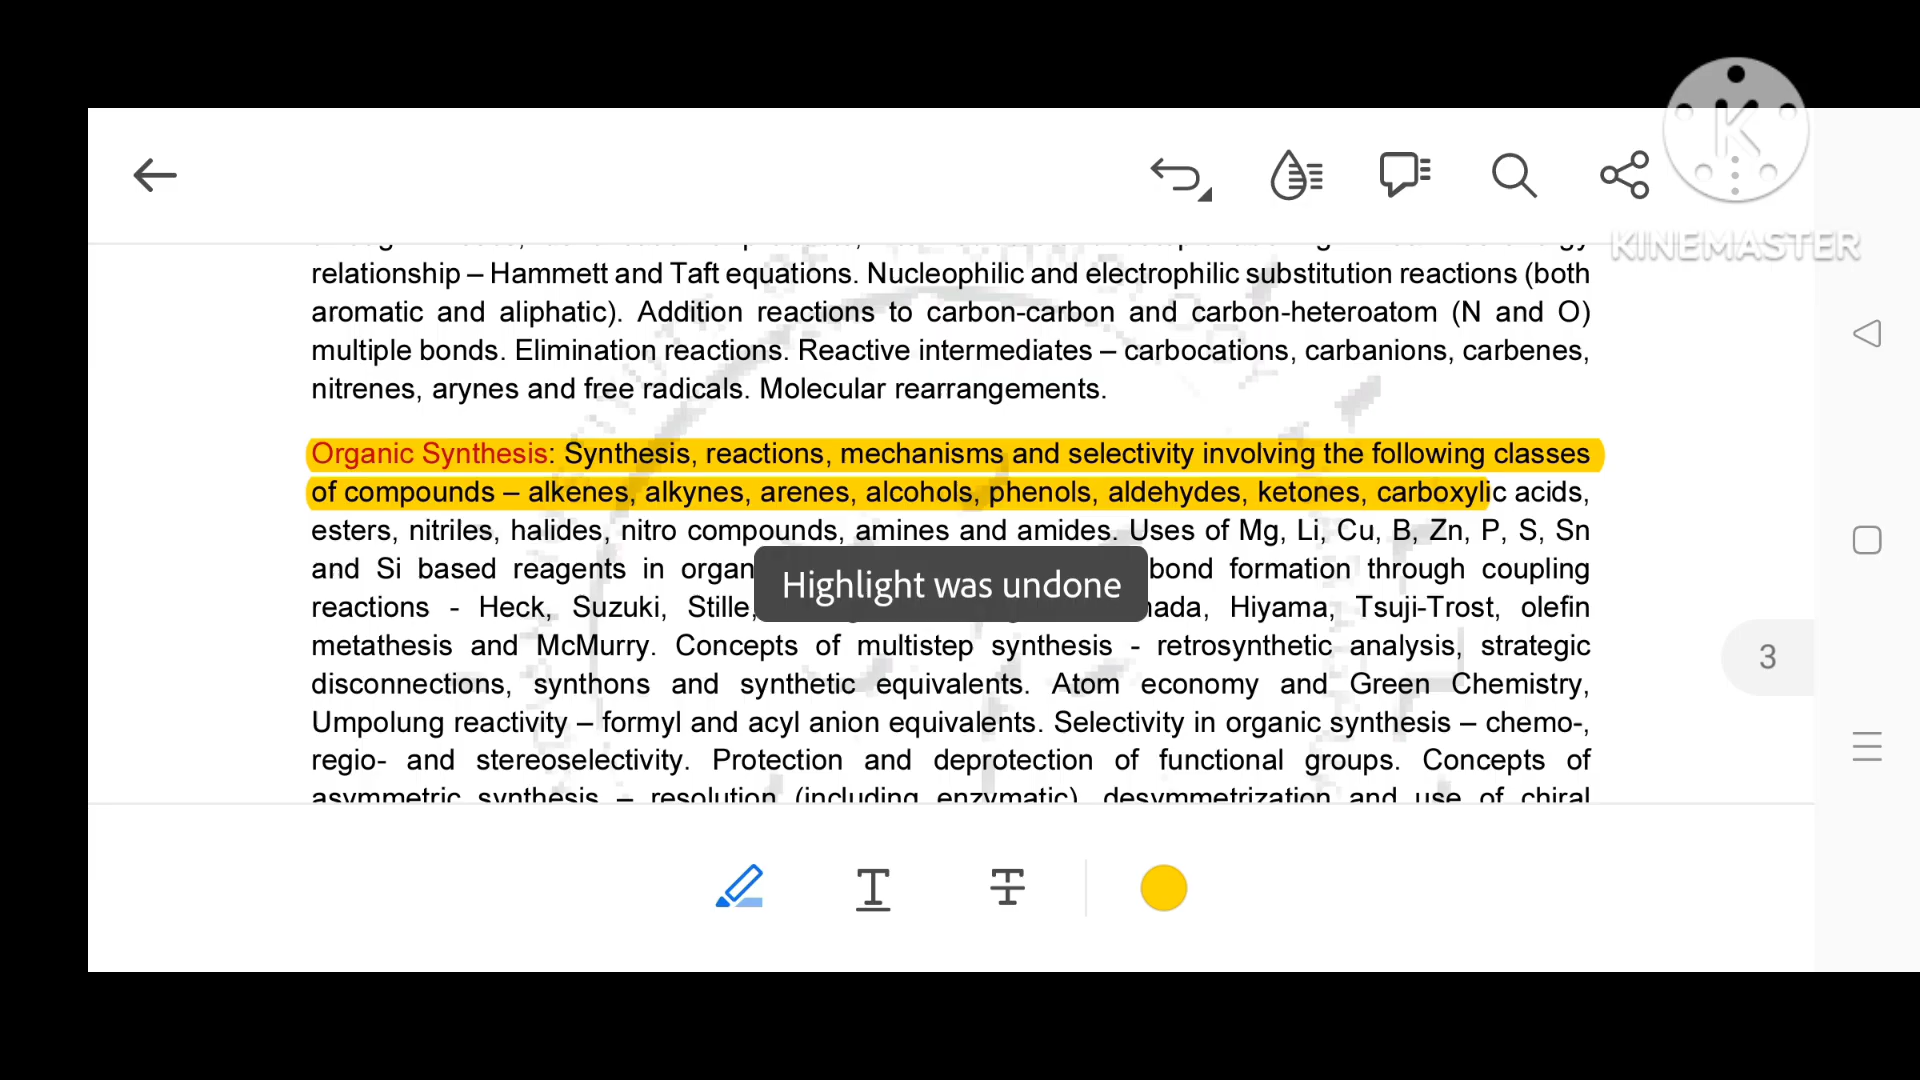 K
KINEMASTER
relationship – Hammett and Taft equations. Nucleophilic and electrophilic substitution reactions (both
aromatic and aliphatic). Addition reactions to carbon-carbon and carbon-heteroatom (N and O)
multiple bonds. Elimination reactions. Reactive intermediates – carbocations, carbanions, carbenes,
nitrenes, arynes and free radicals. Molecular rearrangements.
Organic Synthesis: Synthesis, reactions, mechanisms and selectivity involving the following classes
of compounds – alkenes, alkynes, arenes, alcohols, phenols, aldehydes, ketones, carboxylic acids,
esters, nitriles, halides, nitro compounds, amines and amides. Uses of Mg, Li, Cu, B, Zn, P, S, Sn
and Si based reagents in organ bond formation through coupling
Highlight was undone
reactions - Heck, Suzuki, Stille, ada, Hiyama, Tsuji-Trost, olefin
metathesis and McMurry. Concepts of multistep synthesis - retrosynthetic analysis, strategic
3
disconnections, synthons and synthetic equivalents. Atom economy and Green Chemistry,
Umpolung reactivity – formyl and acyl anion equivalents. Selectivity in organic synthesis – chemo-,
regio- and stereoselectivity. Protection and deprotection of functional groups. Concepts of
asymmetric synthesis – resolution (including enzymatic), desymmetrization and use of chiral